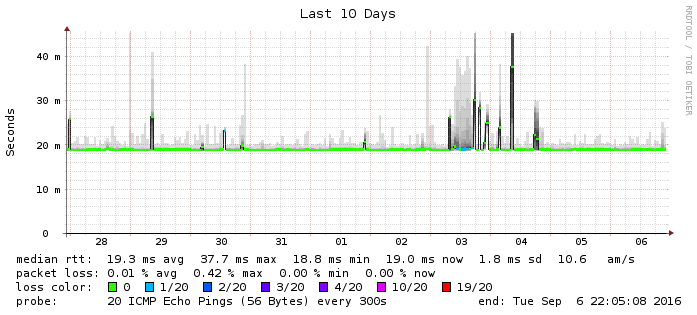 Last 10 Days
RRDTOOL / TOBI OETIKER
Seconds
40 m
30 m
20 m
10 m
0
28 29 30 31 01 02 03 04 05 06
median rtt: 19.3 ms avg 37.7 ms max 18.8 ms min 19.0 ms now 1.8 ms sd 10.6 am/s
packet loss: 0.01 % avg 0.42 % max 0.00 % min 0.00 % now
loss color: 0 1/20 2/20 3/20 4/20 10/20 19/20
probe: 20 ICMP Echo Pings (56 Bytes) every 300s end: Tue Sep 6 22:05:08 2016